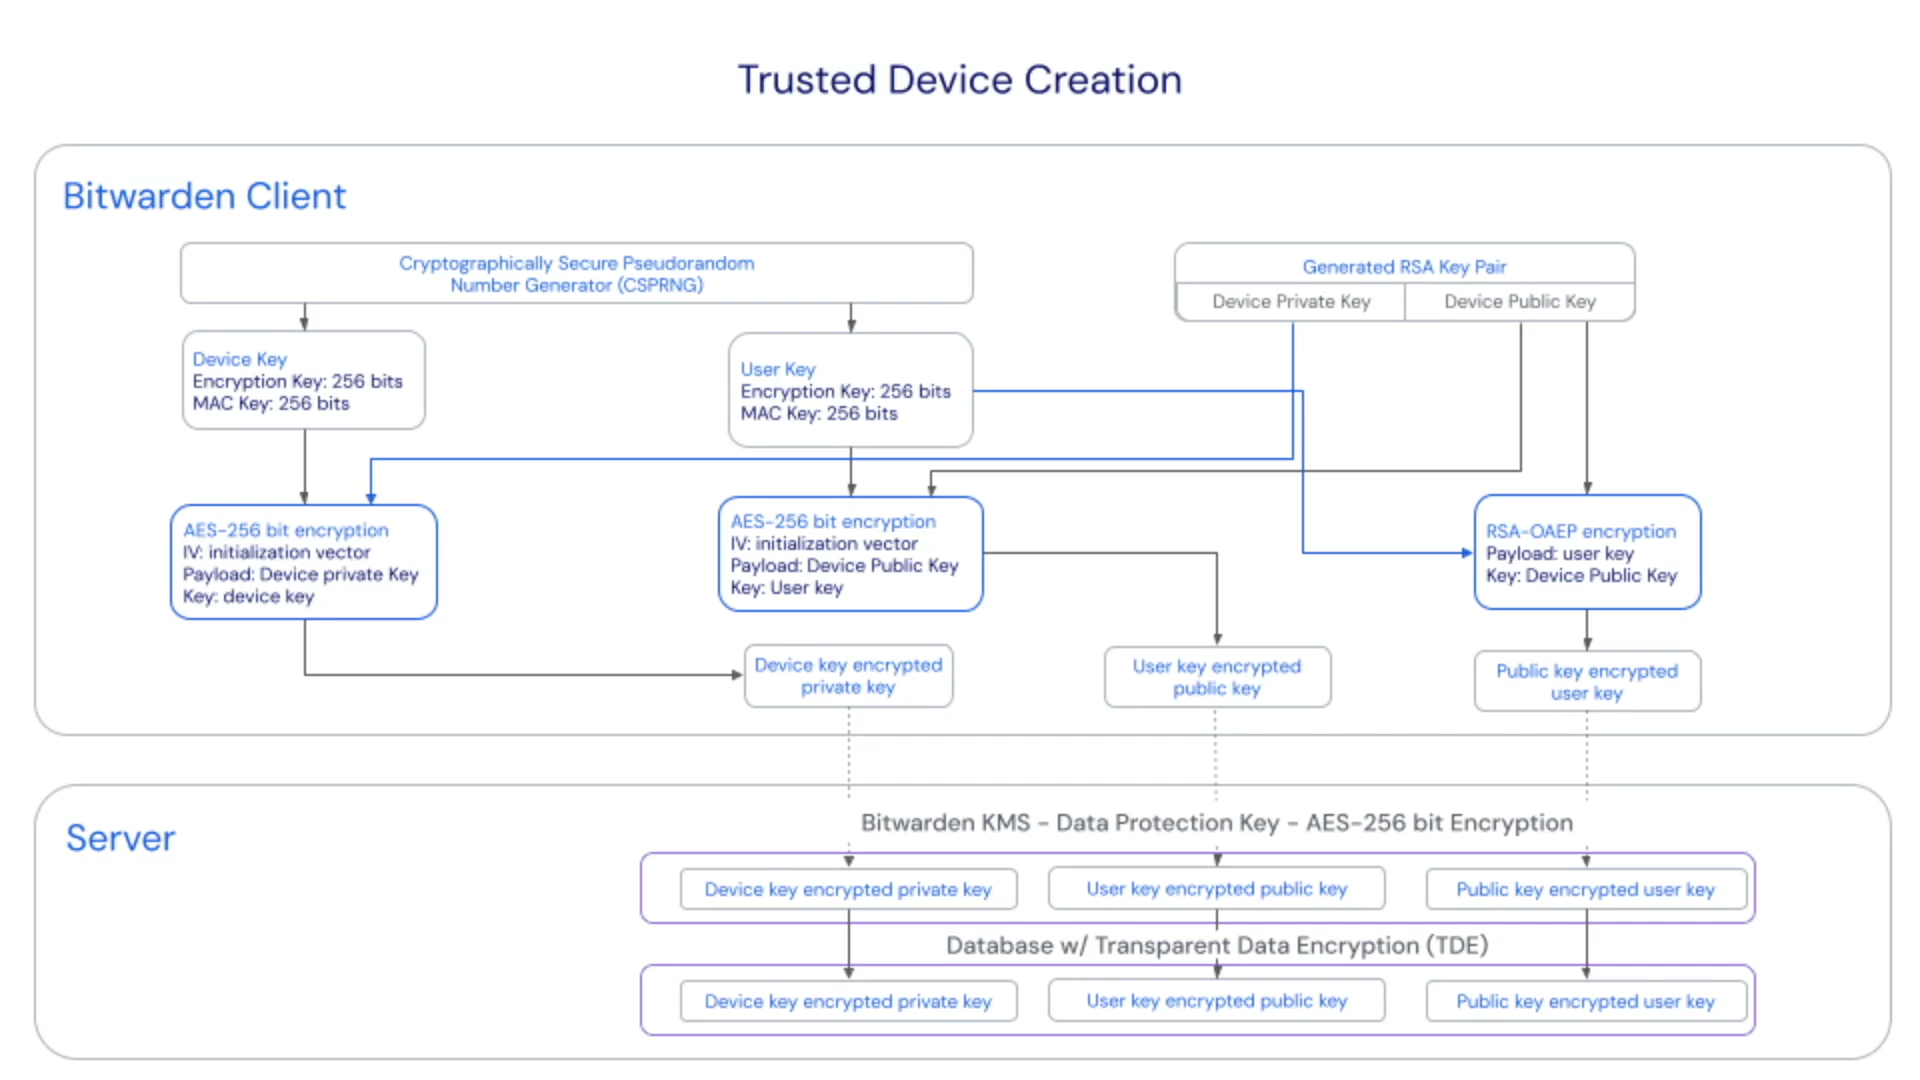 Trusted Device Creation
Bitwarden Client
Cryptographically Secure Pseudorandom
Number Generator (CSPRNG)
Generated RSA Key Pair
Device Private Key
Device Public Key
Device Key
Encryption Key: 256 bits
MAC Key: 256 bits
User Key
Encryption Key: 256 bits
MAC Key: 256 bits
AES-256 bit encryption
IV: initialization vector
Payload: Device private Key
Key: device key
AES-256 bit encryption
IV: initialization vector
Payload: Device Public Key
Key: User key
RSA-OAEP encryption
Payload: user key
Key: Device Public Key
Device key encrypted
private key
User key encrypted
public key
Public key encrypted
user key
Server
Bitwarden KMS - Data Protection Key - AES-256 bit Encryption
Device key encrypted private key
User key encrypted public key
Public key encrypted user key
Database w/ Transparent Data Encryption (TDE)
Device key encrypted private key
User key encrypted public key
Public key encrypted user key